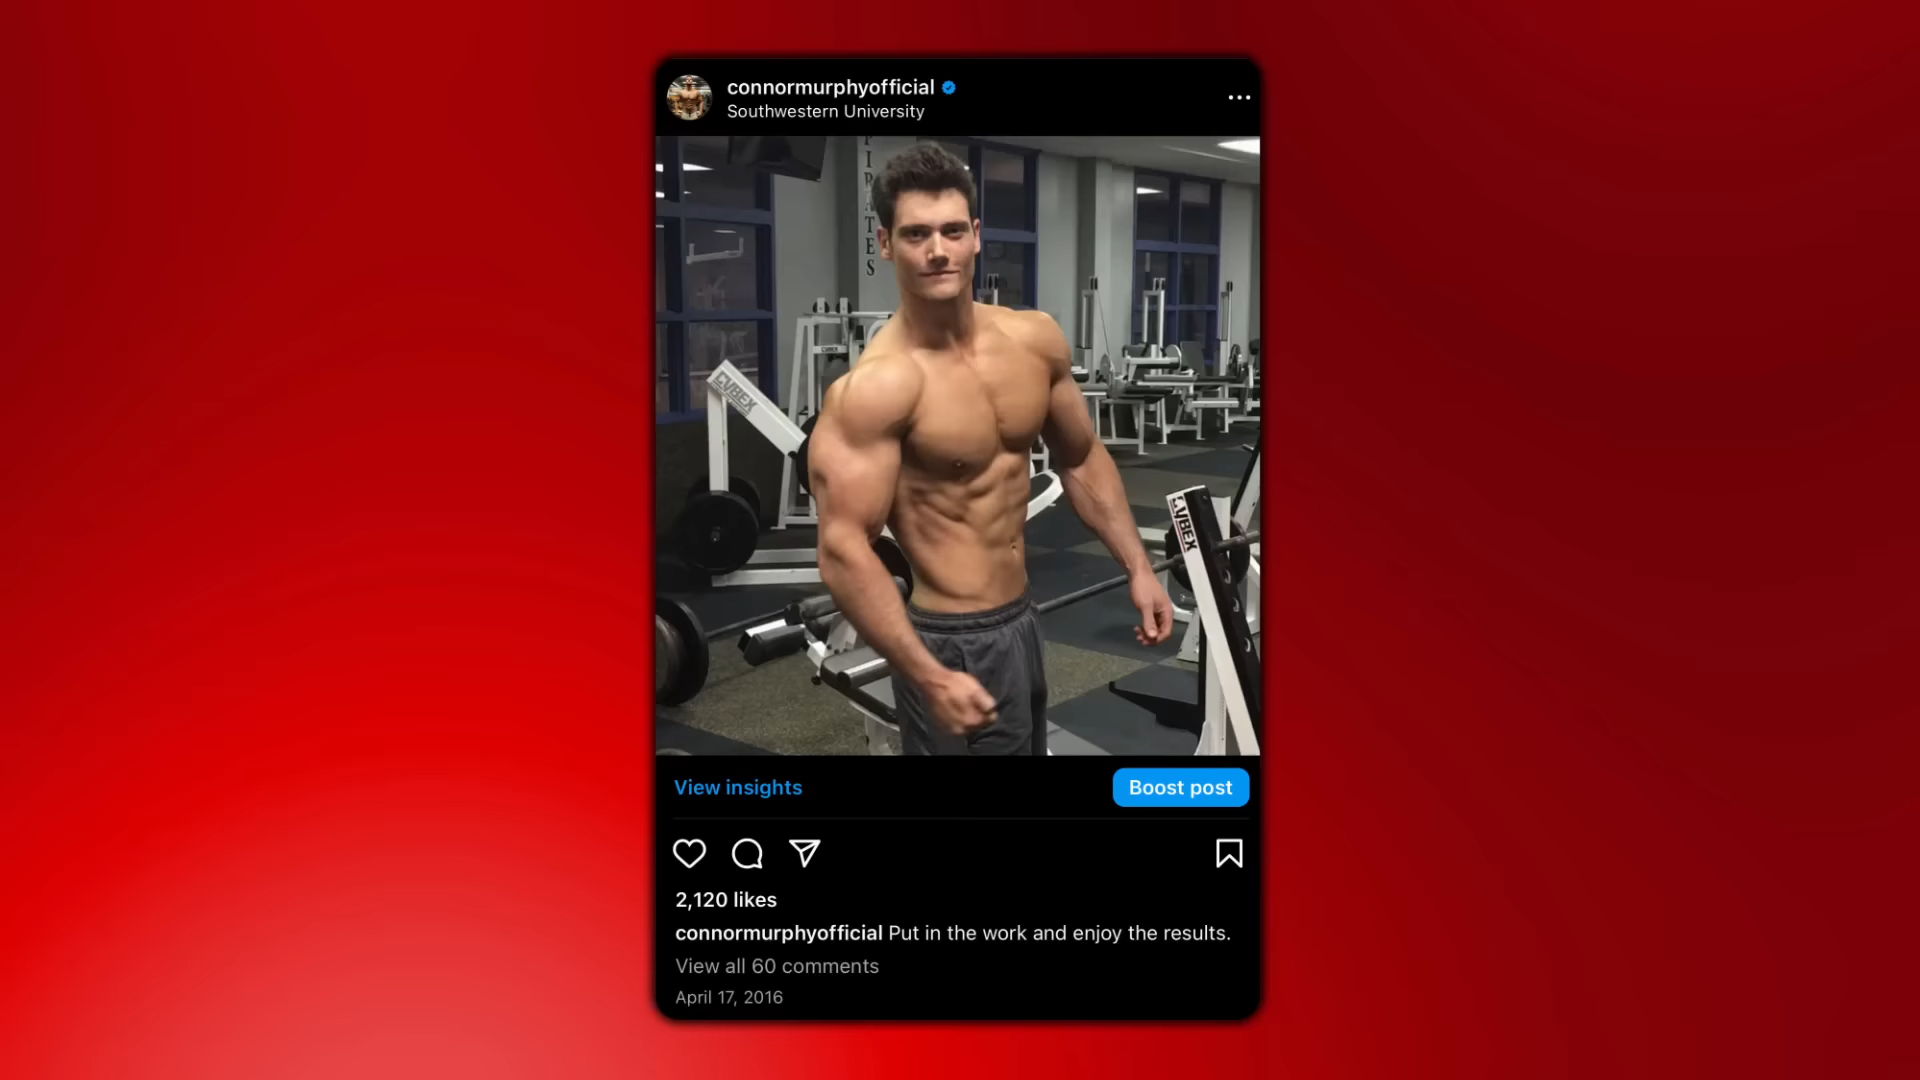 connormurphyofficial
Southwestern University
PIRATES
CYBEX
CYBEX
CYBEX
View insights
Boost post
2,120 likes
connormurphyofficial Put in the work and enjoy the results.
View all 60 comments
April 17, 2016